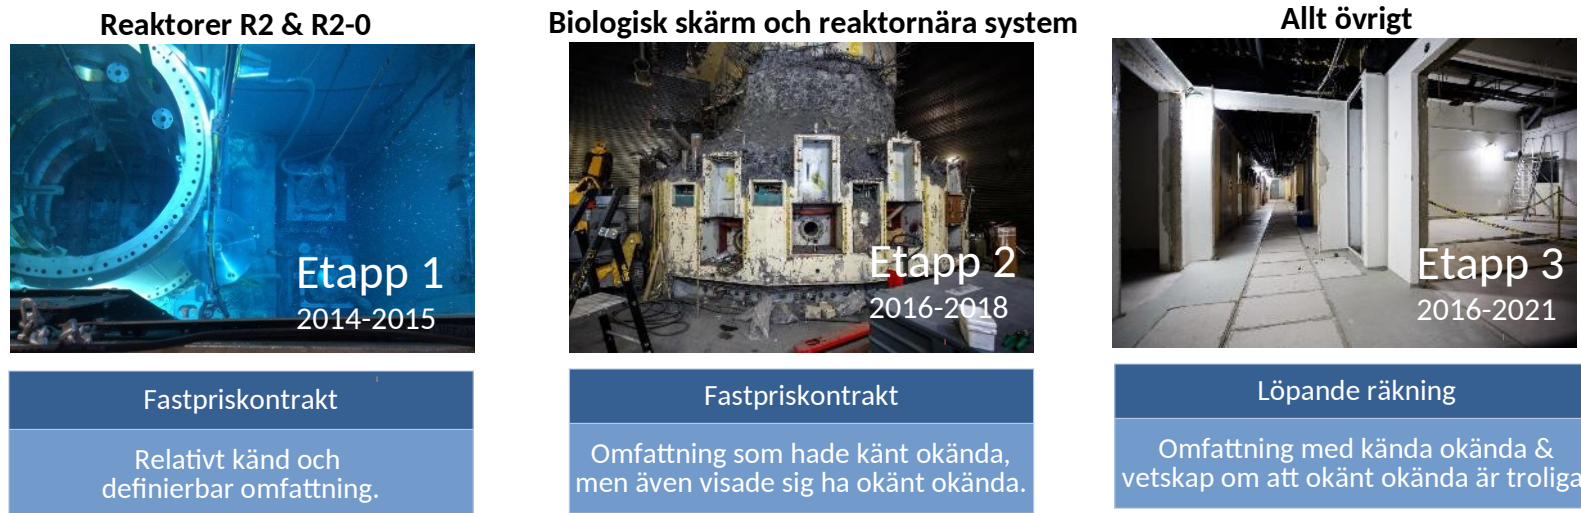 Reaktorer R2 & R2-0
Etapp 1
2014-2015
Fastpriskontrakt
Relativt känd och
definierbar omfattning.
Biologisk skärm och reaktornära system
Etapp 2
2016-2018
Fastpriskontrakt
Omfattning som hade känt okända,
men även visade sig ha okänt okända.
Allt övrigt
Etapp 3
2016-2021
Löpande räkning
Omfattning med kända okända &
vetskap om att okänt okända är troliga